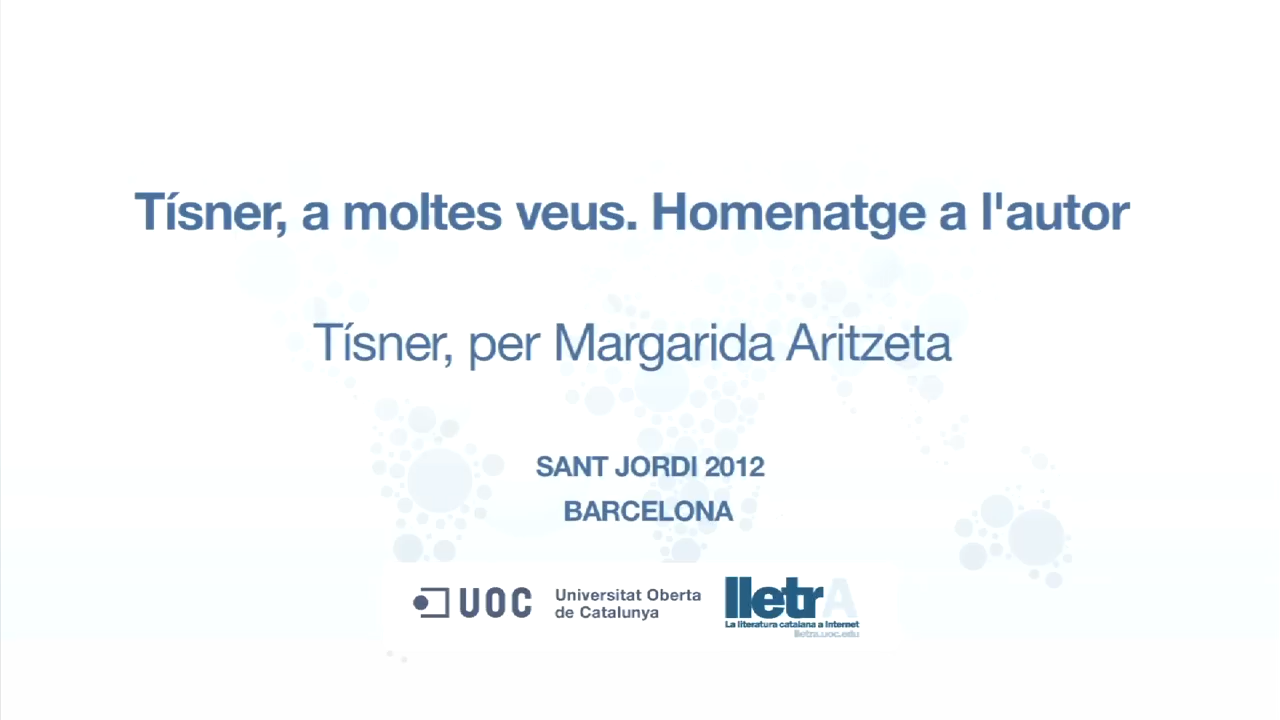 Tísner, a moltes veus. Homenatge a l'autor
Tísner, per Margarida Aritzeta
SANT JORDI 2012
BARCELONA
UOC
Universitat Oberta
de Catalunya
lletrA
La literatura catalana a Internet
lletra.uoc.edu